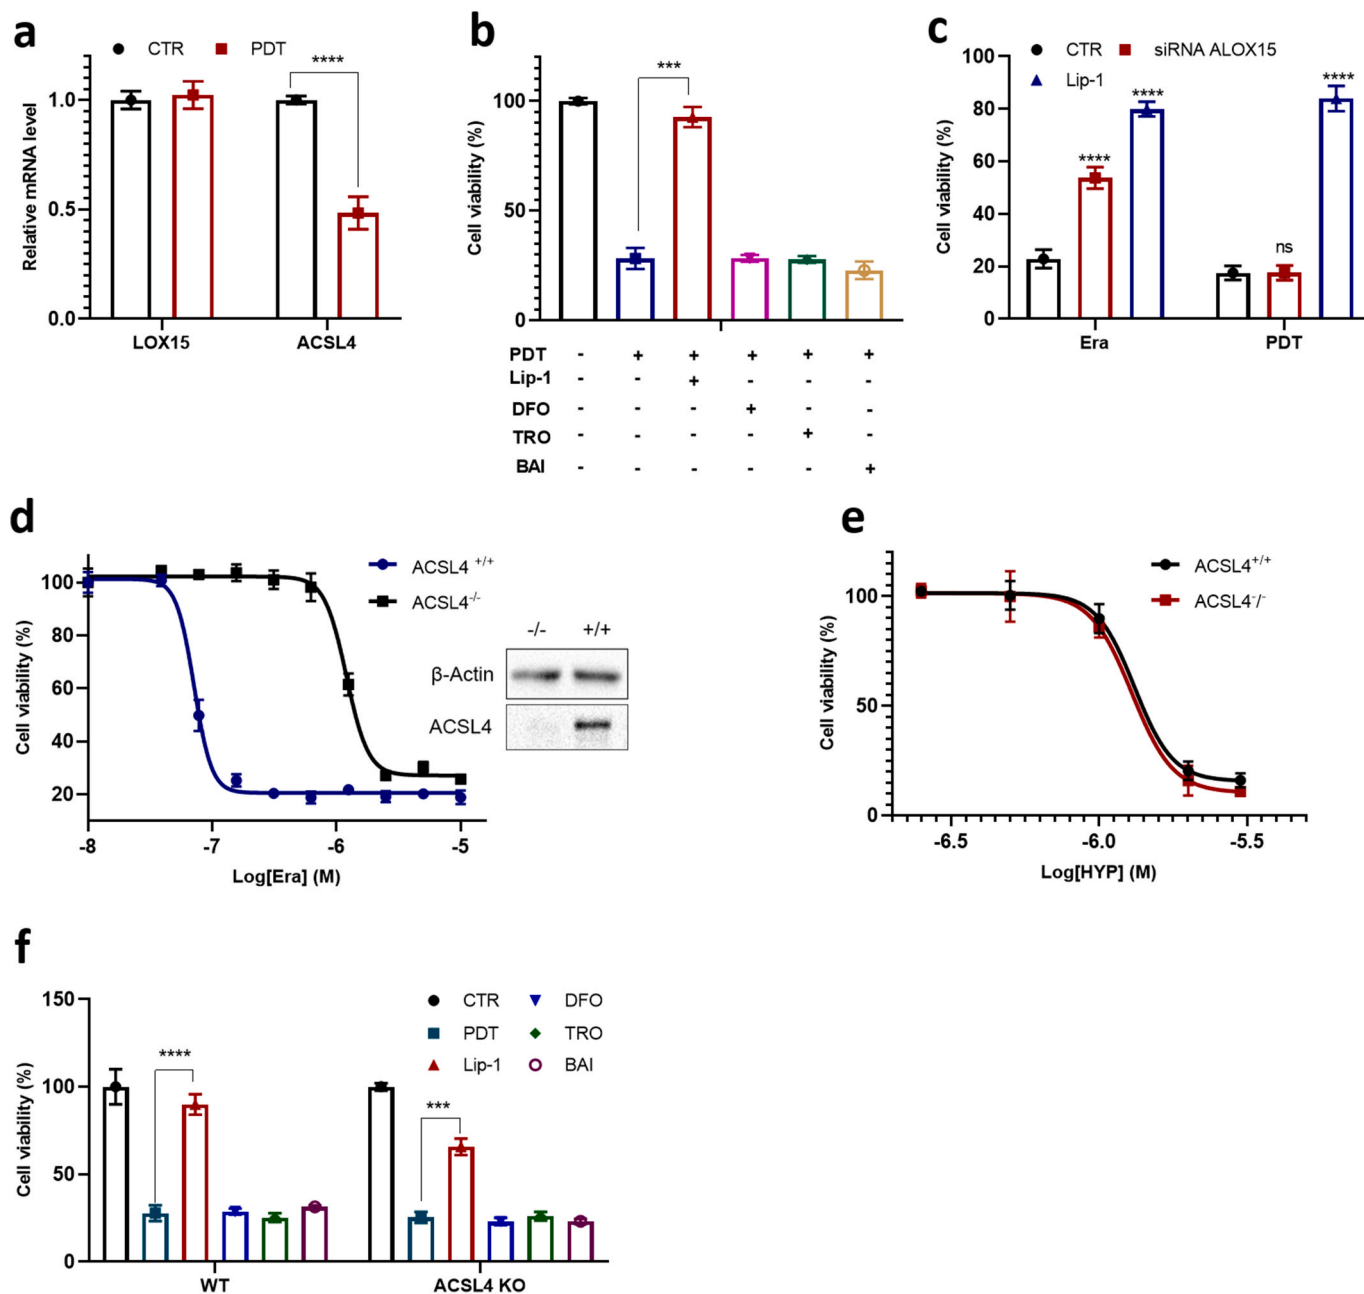 a
CTR PDT
****
Relative mRNA level
1.0
0.5
0.0
LOX15 ACSL4
b
***
Cell viability (%)
100
50
0
PDT - + + + + +
Lip-1 - - + - - -
DFO - - - + - -
TRO - - - - + -
BAI - - - - - +
c
CTR siRNA ALOX15
Lip-1
**** **** ns ****
Cell viability (%)
100
80
60
40
20
0
Era PDT
d
ACSL4 +/+
ACSL4-/-
Cell viability (%)
100
80
60
40
20
-8 -7 -6 -5
Log[Era] (M)
-/- +/+
β-Actin
ACSL4
e
ACSL4+/+
ACSL4-/-
Cell viability (%)
100
50
0
-6.5 -6.0 -5.5
Log[HYP] (M)
f
CTR DFO
PDT TRO
Lip-1 BAI
**** ***
Cell viability (%)
150
100
50
0
WT ACSL4 KO